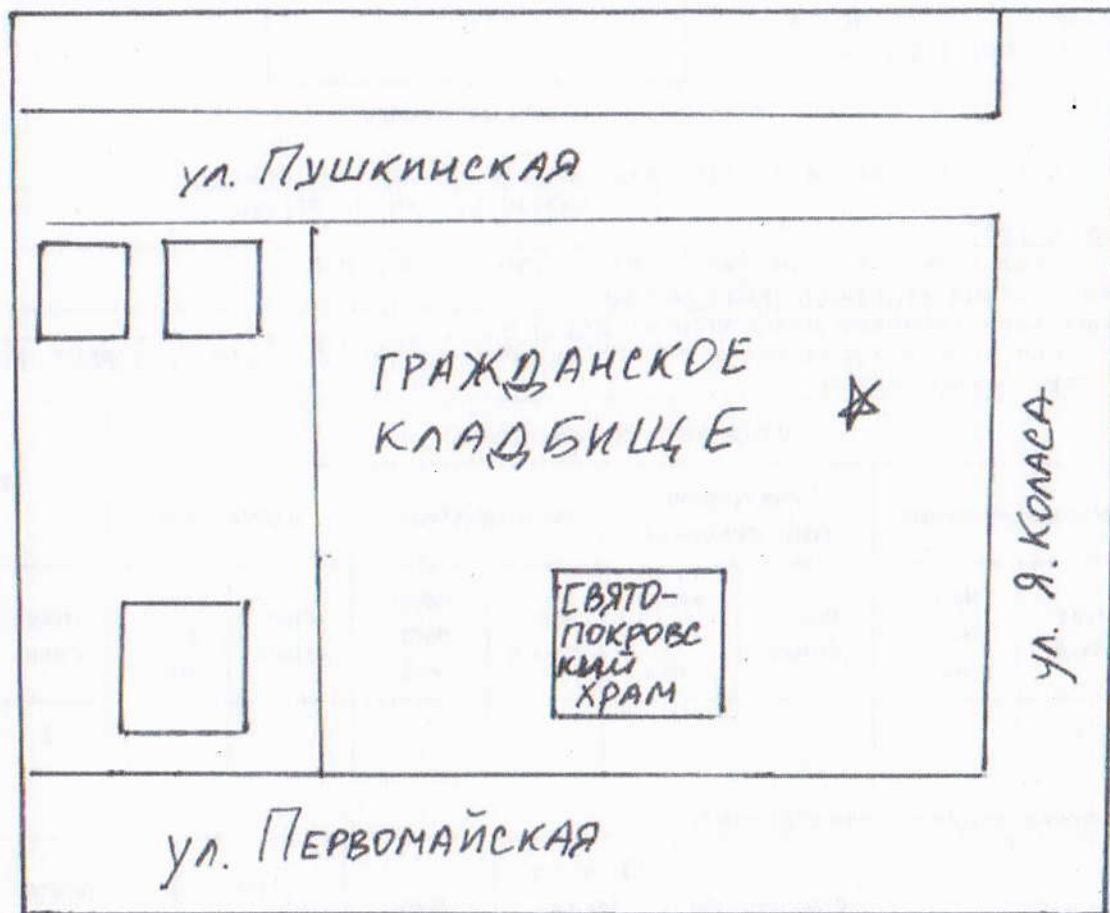 ул. ПУШКИНСКАЯ
ГРАЖДАНСКОЕ
КЛАДБИЩЕ
СВЯТО-
ПОКРОВС
КИЙ
ХРАМ
ул. Я. КОЛАСА
ул. ПЕРВОМАЙСКАЯ